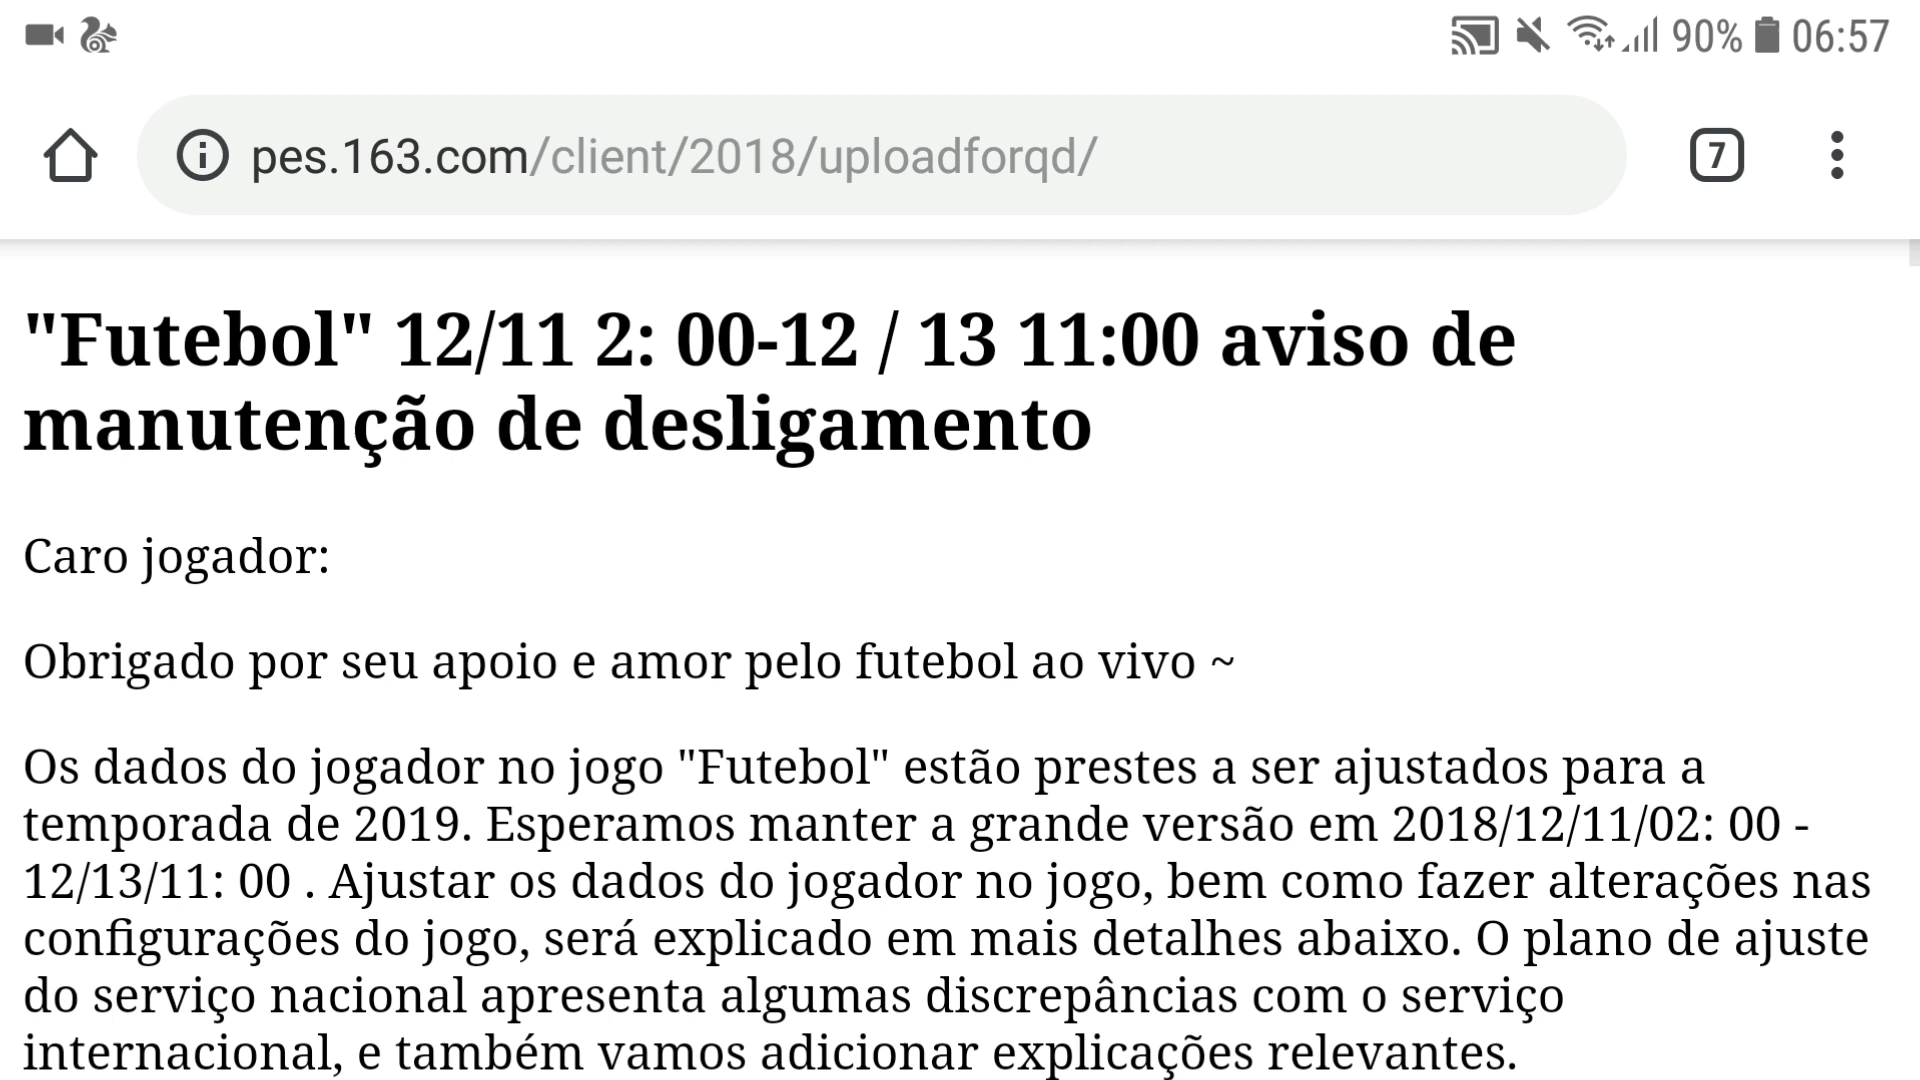 90% 06:57
pes.163.com/client/2018/uploadforqd/ 7
"Futebol" 12/11 2: 00-12 / 13 11:00 aviso de
manutenção de desligamento
Caro jogador:
Obrigado por seu apoio e amor pelo futebol ao vivo ~
Os dados do jogador no jogo "Futebol" estão prestes a ser ajustados para a
temporada de 2019. Esperamos manter a grande versão em 2018/12/11/02: 00 -
12/13/11: 00 . Ajustar os dados do jogador no jogo, bem como fazer alterações nas
configurações do jogo, será explicado em mais detalhes abaixo. O plano de ajuste
do serviço nacional apresenta algumas discrepâncias com o serviço
internacional, e também vamos adicionar explicações relevantes.